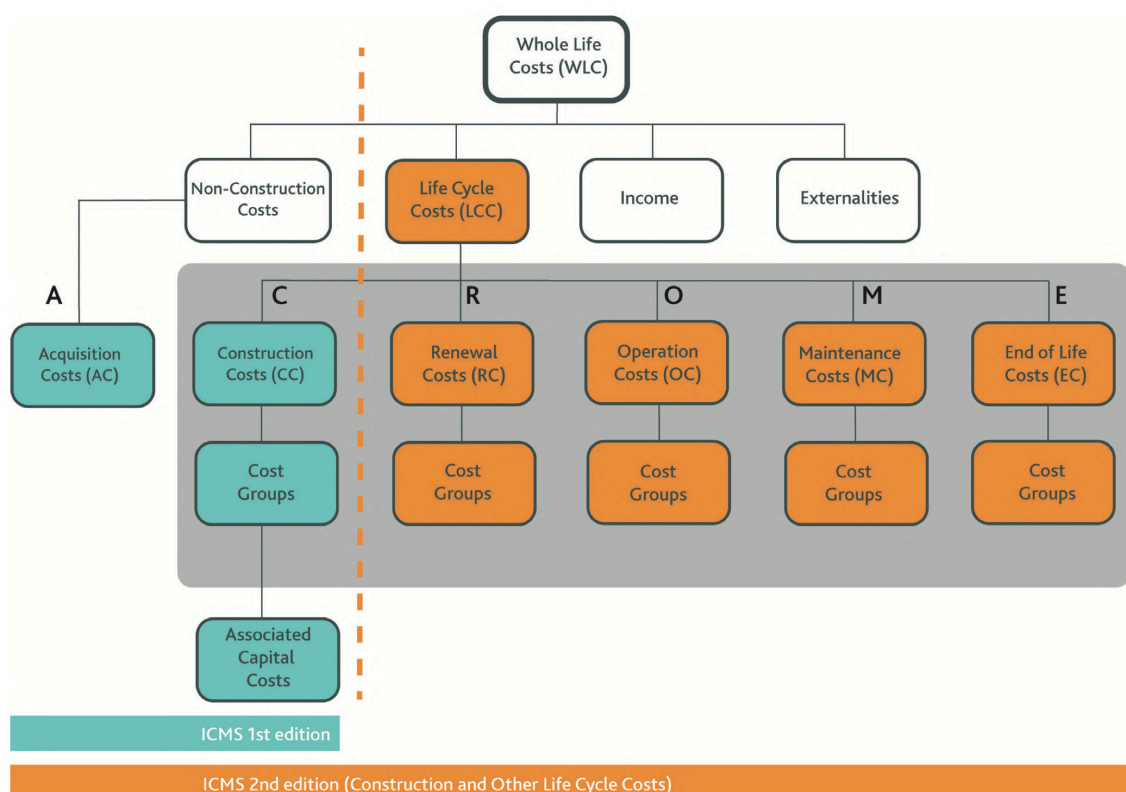 Whole Life
Costs (WLC)
Non-Construction
Costs
Life Cycle
Costs (LCC)
Income
Externalities
A
C
R
O
M
E
Acquisition
Costs (AC)
Construction
Costs (CC)
Renewal
Costs (RC)
Operation
Costs (OC)
Maintenance
Costs (MC)
End of Life
Costs (EC)
Cost
Groups
Cost
Groups
Cost
Groups
Cost
Groups
Cost
Groups
Associated
Capital
Costs
ICMS 1st edition
ICMS 2nd edition (Construction and Other Life Cycle Costs)